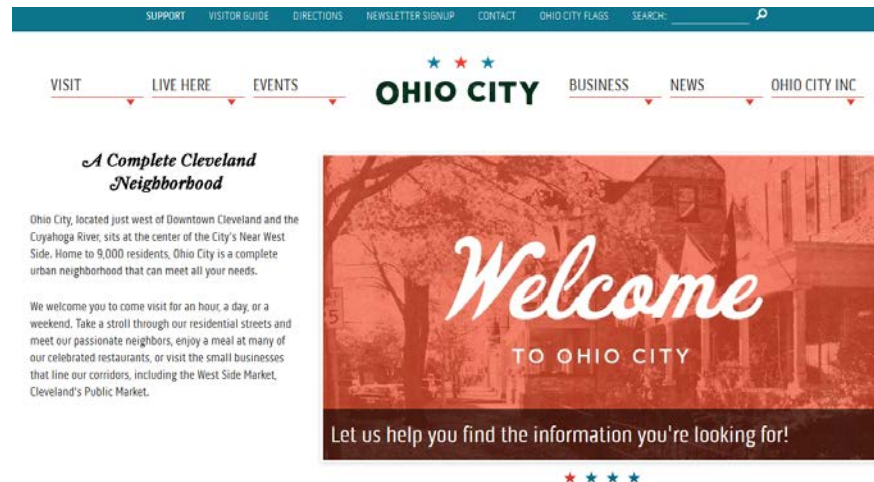 SUPPORT VISITOR GUIDE DIRECTIONS NEWSLETTER SIGNUP CONTACT OHIO CITY FLAGS SEARCH:
VISIT LIVE HERE EVENTS OHIO CITY BUSINESS NEWS OHIO CITY INC
A Complete Cleveland
Neighborhood
Ohio City, located just west of Downtown Cleveland and the
Cuyahoga River, sits at the center of the City's Near West
Side. Home to 9,000 residents, Ohio City is a complete
urban neighborhood that can meet all your needs.
We welcome you to come visit for an hour, a day, or a
weekend. Take a stroll through our residential streets and
meet our passionate neighbors, enjoy a meal at many of
our celebrated restaurants, or visit the small businesses
that line our corridors, including the West Side Market,
Cleveland's Public Market.
Welcome
TO OHIO CITY
Let us help you find the information you're looking for!